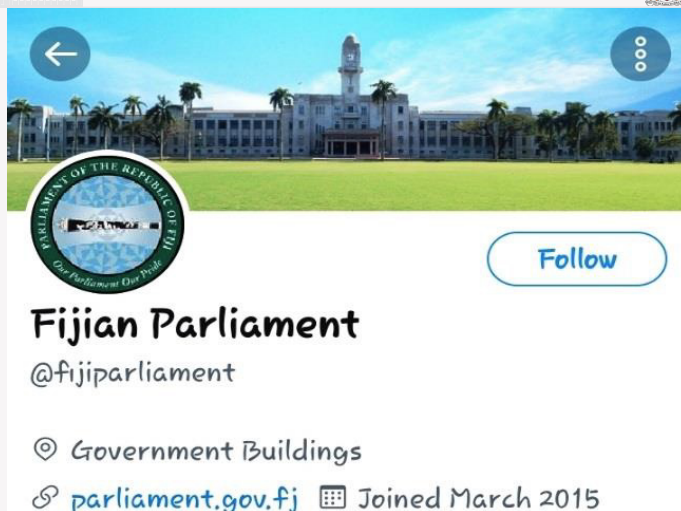 PARLIAMENT OF THE REPUBLIC OF FIJI
Our Parliament Our Pride
Follow
Fijian Parliament
@fijiparliament
Government Buildings
parliament.gov.fj Joined March 2015